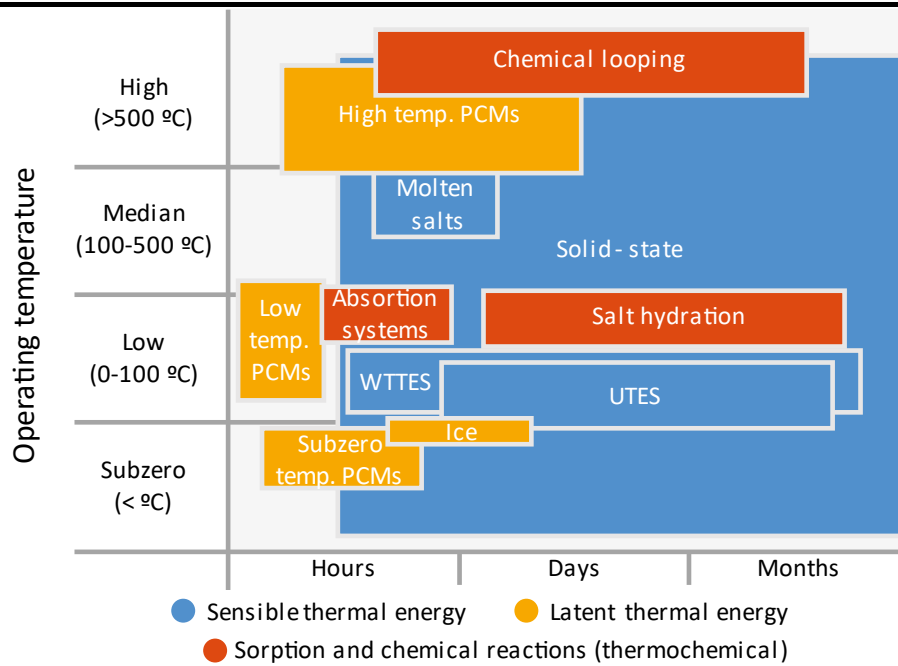 Operating temperature
High
(>500 ºC)
Median
(100-500 ºC)
Low
(0-100 ºC)
Subzero
(< ºC)
Chemical looping
High temp. PCMs
Molten
salts
Solid- state
Low
temp.
PCMs
Absortion
systems
Salt hydration
WTTES
UTES
Ice
Subzero
temp. PCMs
Hours
Days
Months
Sensible thermal energy
Latent thermal energy
Sorption and chemical reactions (thermochemical)